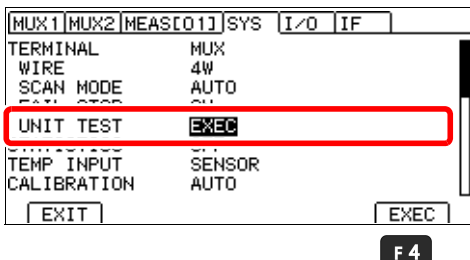 MUX1 MUX2 MEAS[01] SYS I/O IF
TERMINAL MUX
WIRE 4W
SCAN MODE AUTO
UNIT TEST EXEC
TEMP INPUT SENSOR
CALIBRATION AUTO
EXIT EXEC
F4